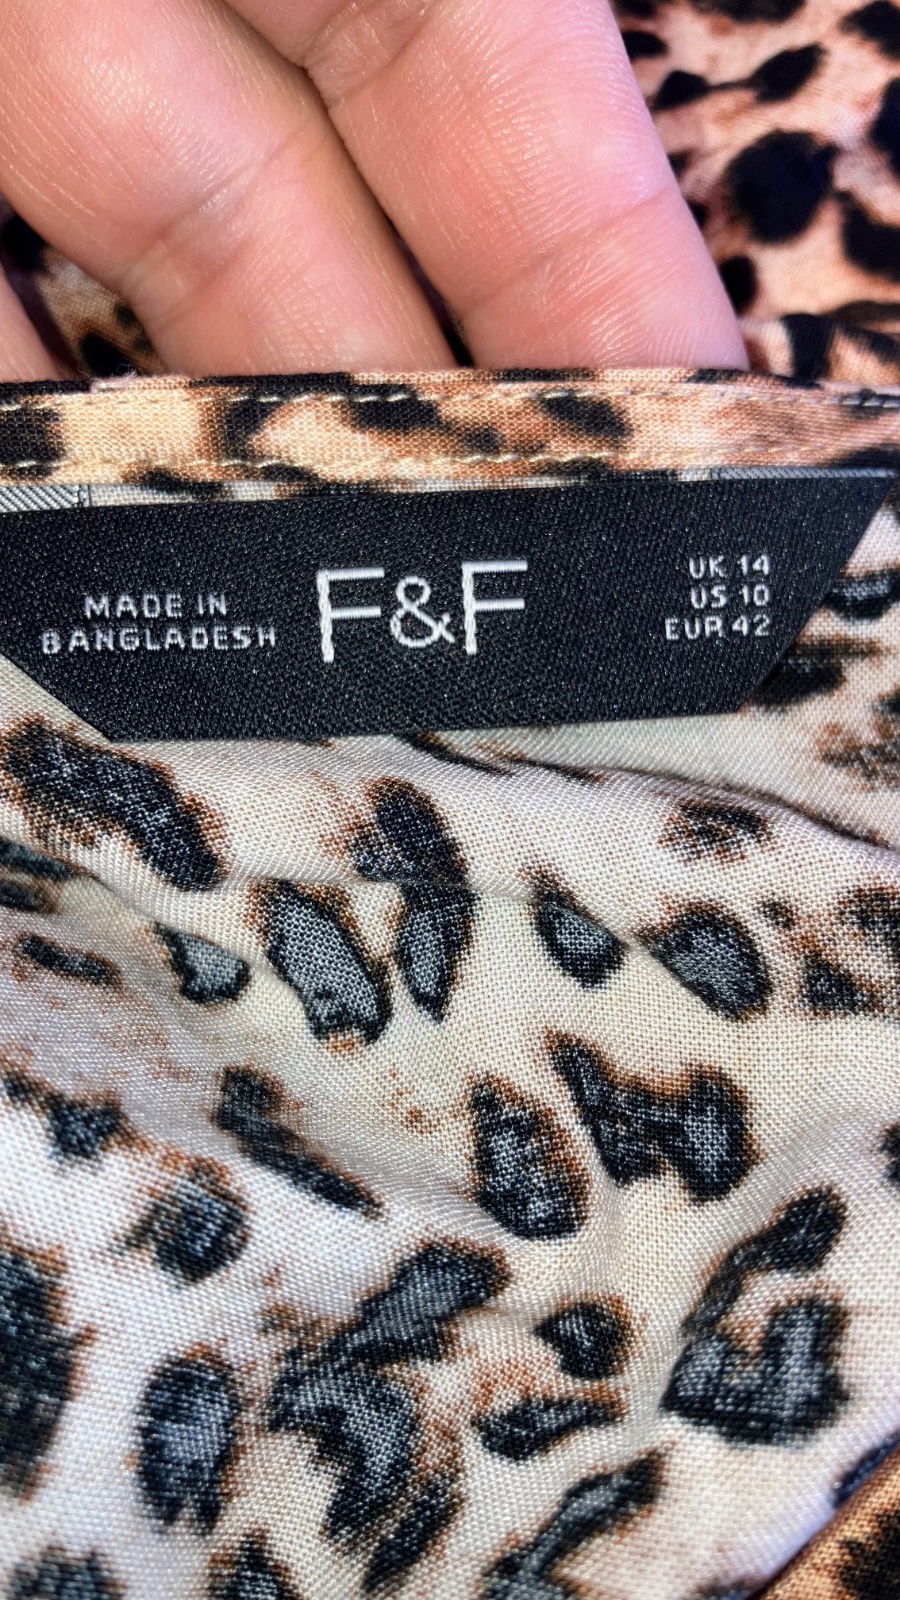 MADE IN
BANGLADESH
F&F
UK 14
US 10
EUR 42